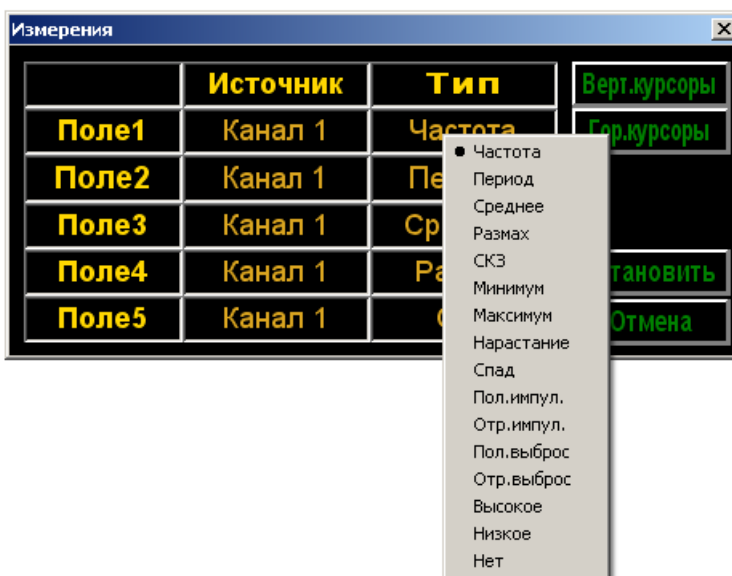 Измерения
Источник Тип Верт.курсоры
Поле1 Канал 1 Частота Гор.курсоры
Поле2 Канал 1
Поле3 Канал 1
Поле4 Канал 1
Поле5 Канал 1 Отмена
Частота
Период
Среднее
Размах
СКЗ
Минимум
Максимум
Нарастание
Спад
Пол.импул.
Отр.импул.
Пол.выброс
Отр.выброс
Высокое
Низкое
Нет